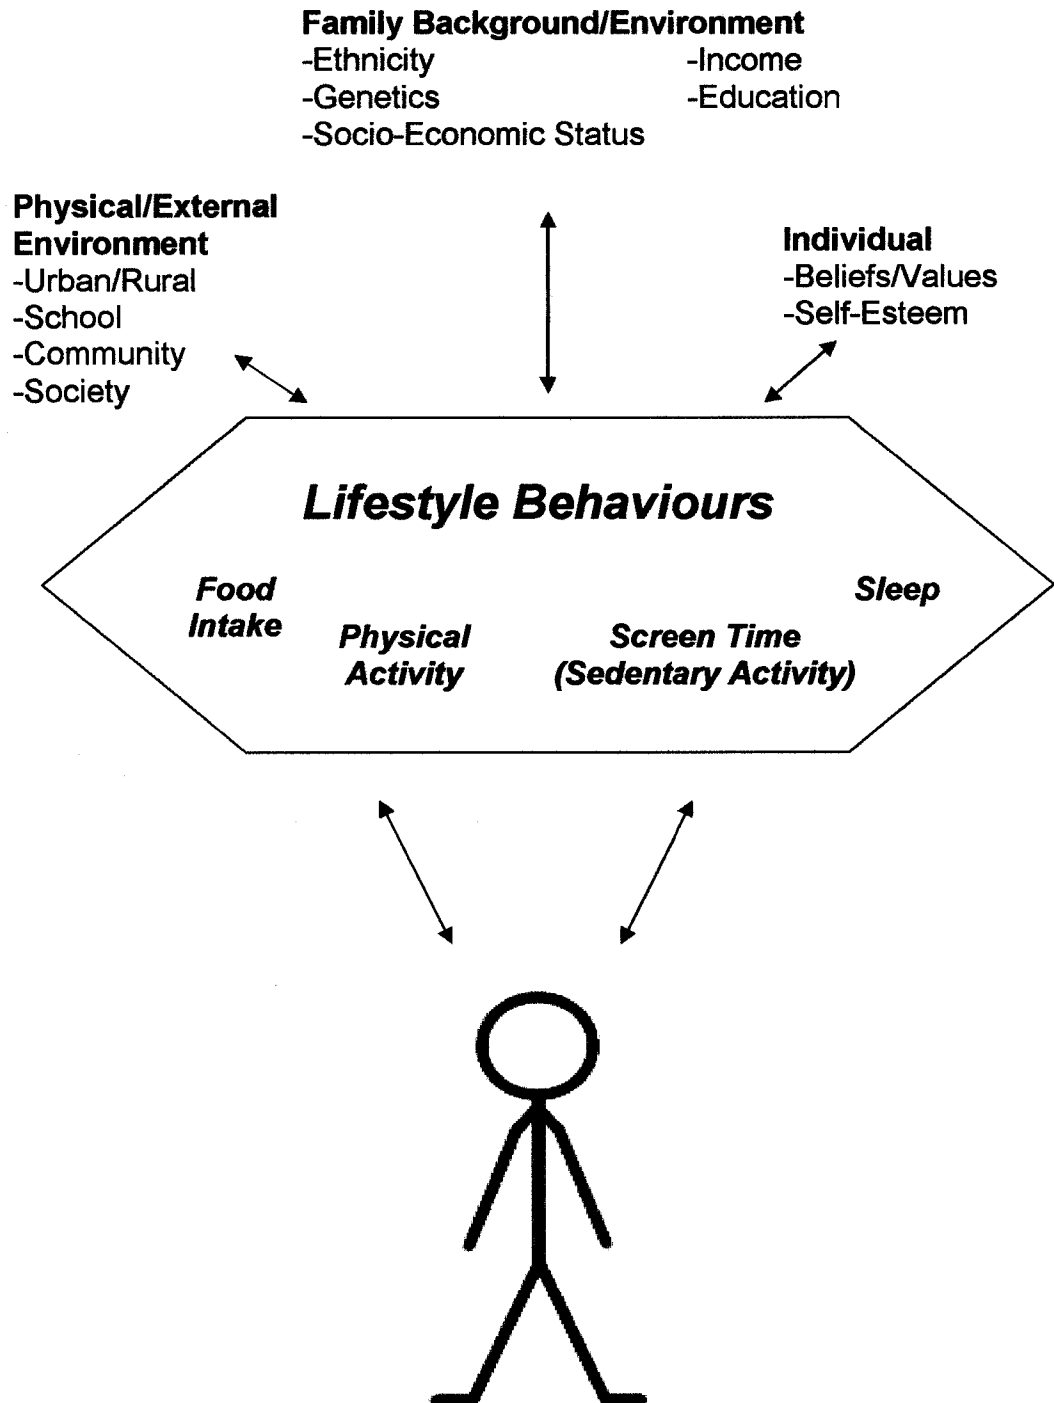 Family Background/Environment
-Ethnicity -Income
-Genetics -Education
-Socio-Economic Status
Physical/External
Environment
-Urban/Rural
-School
-Community
-Society
Individual
-Beliefs/Values
-Self-Esteem
Lifestyle Behaviours
Food
Intake
Physical
Activity
Screen Time
(Sedentary Activity)
Sleep